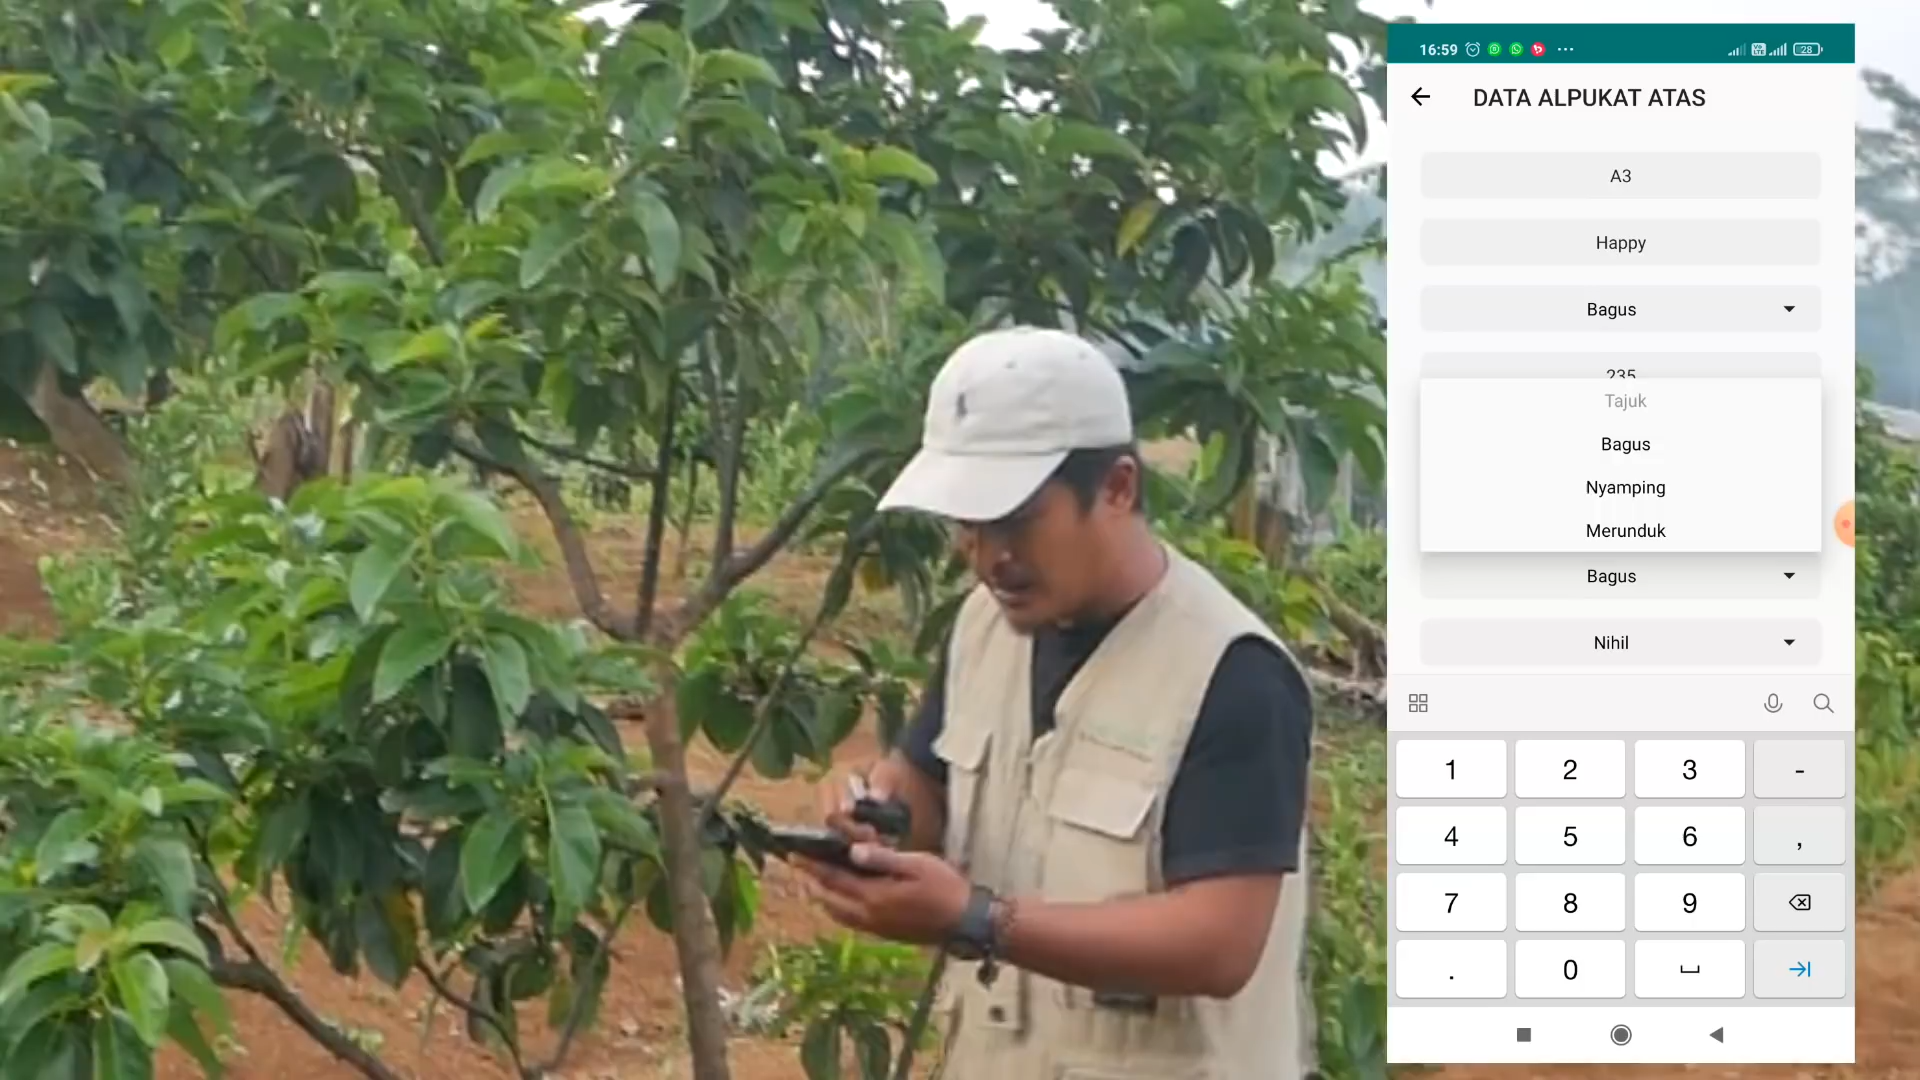 16:59
28
DATA ALPUKAT ATAS
A3
Happy
Bagus
235
Tajuk
Bagus
Nyamping
Merunduk
Bagus
Nihil
1 2 3 -
4 5 6 ,
7 8 9
. 0